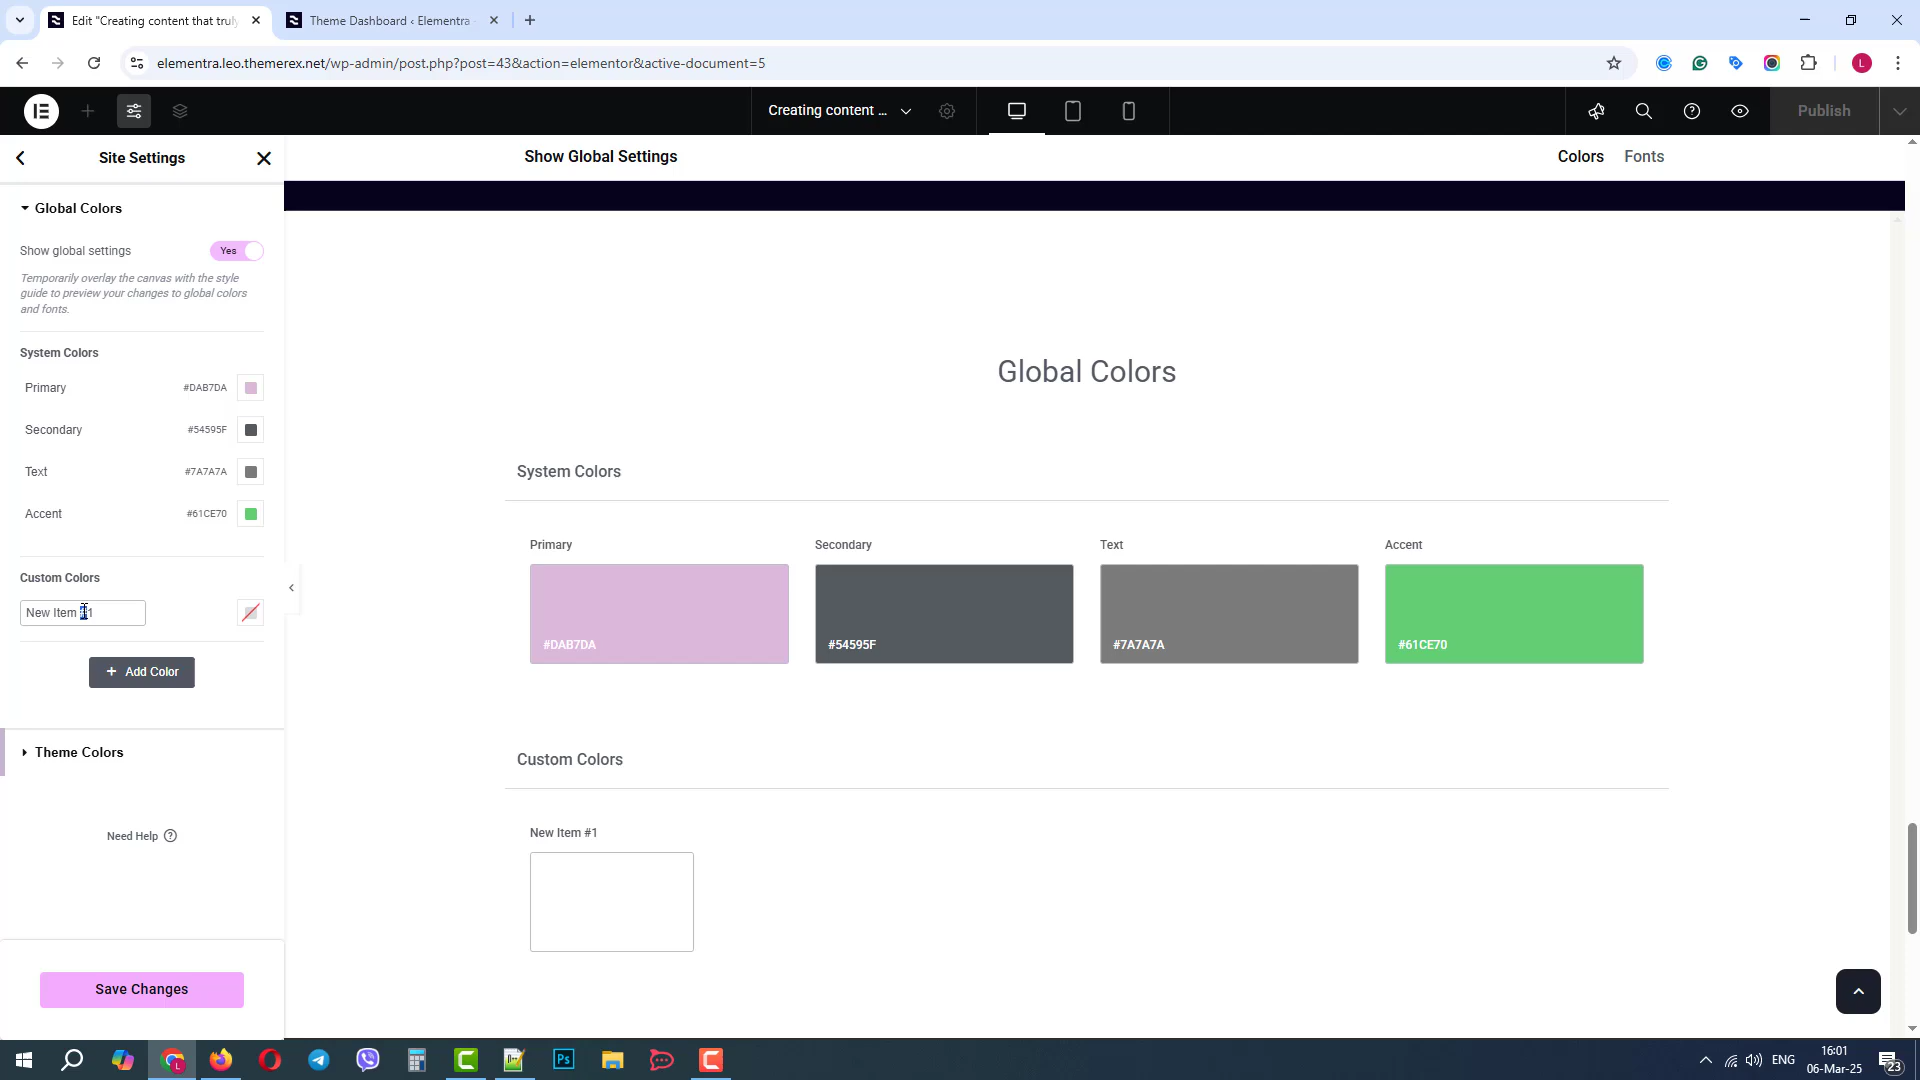 Edit "Creating content that truly
Theme Dashboard ‹ Elementra
elementra.leo.themerex.net/wp-admin/post.php?post=43&action=elementor&active-document=5
L
Creating content ...
Publish
Site Settings
Show Global Settings
Colors
Fonts
Global Colors
Show global settings
Yes
Temporarily overlay the canvas with the style
guide to preview your changes to global colors
and fonts.
System Colors
Primary #DAB7DA
Secondary #54595F
Text #7A7A7A
Accent #61CE70
Custom Colors
New Item #1
+ Add Color
Theme Colors
Need Help
Save Changes
Global Colors
System Colors
Primary
Secondary
Text
Accent
#DAB7DA
#54595F
#7A7A7A
#61CE70
Custom Colors
New Item #1
L
Ps
ENG
16:01
06-Mar-25
23